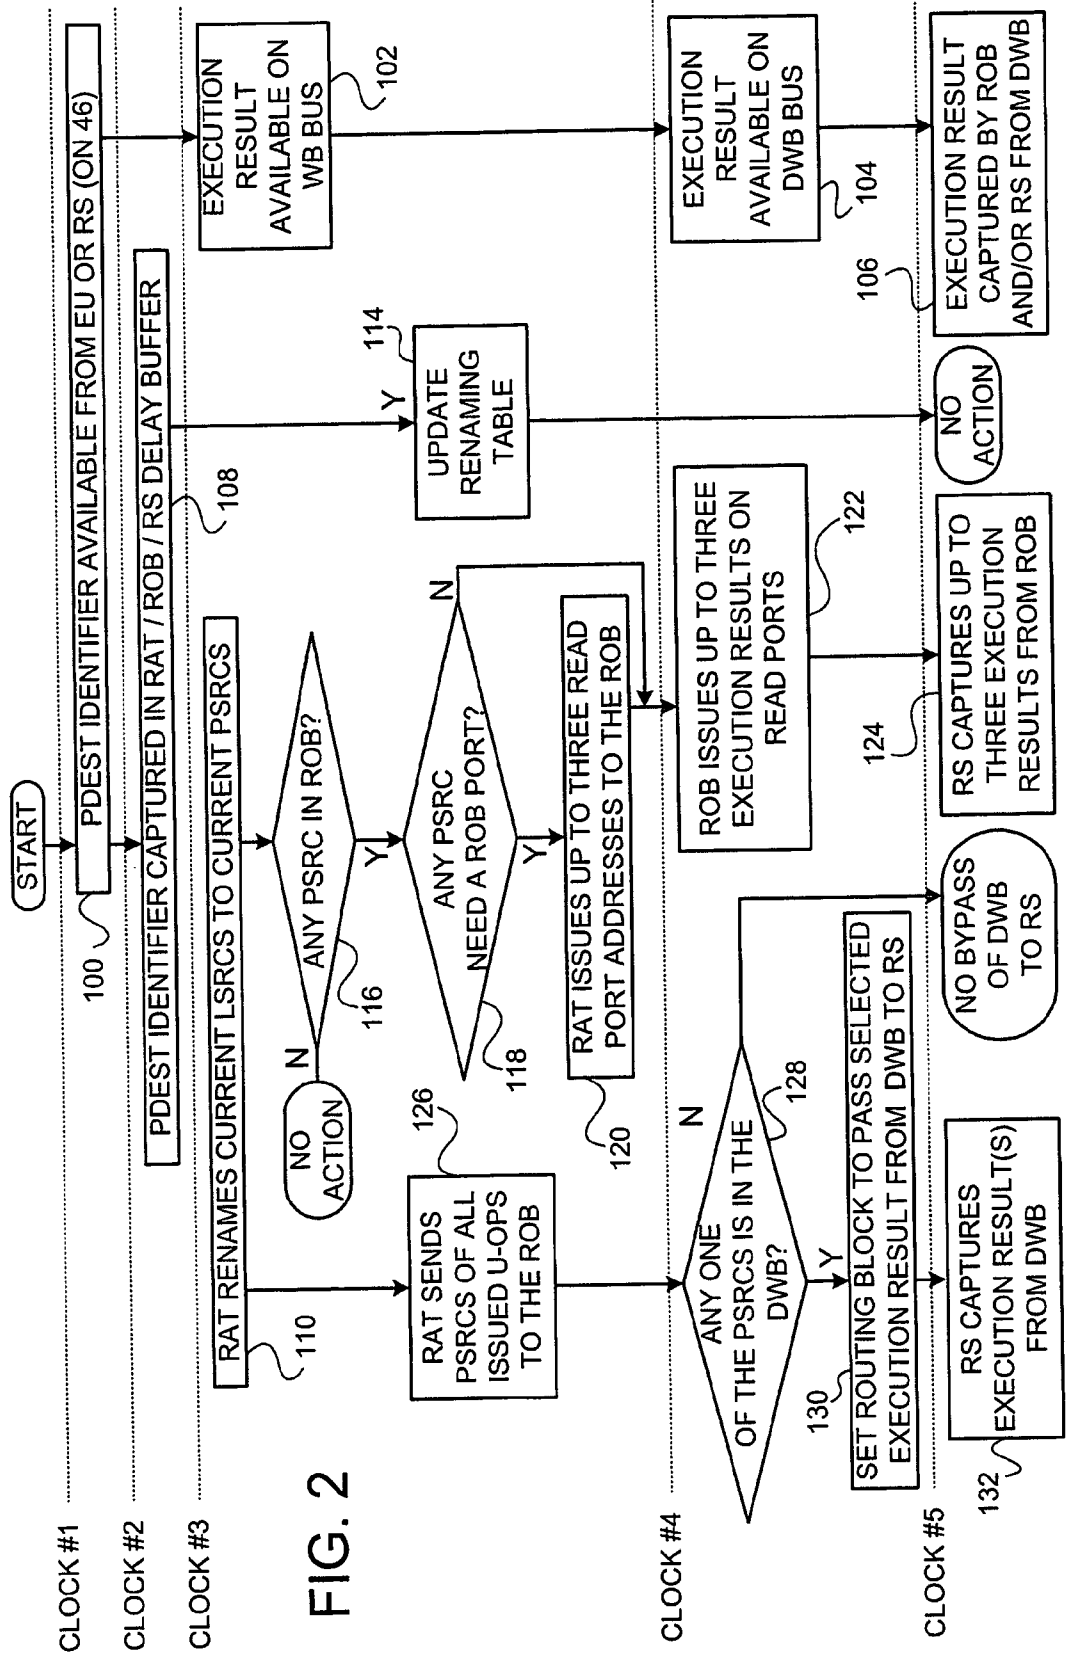 START
CLOCK #1
100
PDEST IDENTIFIER AVAILABLE FROM EU OR RS (ON 46)
CLOCK #2
PDEST IDENTIFIER CAPTURED IN RAT / ROB / RS DELAY BUFFER
108
CLOCK #3
RAT RENAMES CURRENT LSRCS TO CURRENT PSRCS
110
EXECUTION
RESULT
AVAILABLE ON
WB BUS
102
ANY PSRC IN ROB?
116
N
Y
NO
ACTION
126
RAT SENDS
PSRCS OF ALL
ISSUED U-OPS
TO THE ROB
ANY PSRC
NEED A ROB PORT?
118
N
Y
114
Y
UPDATE
RENAMING
TABLE
RAT ISSUES UP TO THREE READ
PORT ADDRESSES TO THE ROB
120
FIG. 2
CLOCK #4
ANY ONE
OF THE PSRCS IS IN THE
DWB?
128
N
Y
ROB ISSUES UP TO THREE
EXECUTION RESULTS ON
READ PORTS
122
EXECUTION
RESULT
AVAILABLE ON
DWB BUS
104
130
SET ROUTING BLOCK TO PASS SELECTED
EXECUTION RESULT FROM DWB TO RS
CLOCK #5
RS CAPTURES
EXECUTION RESULT(S)
FROM DWB
132
NO BYPASS
OF DWB
TO RS
124
RS CAPTURES UP TO
THREE EXECUTION
RESULTS FROM ROB
NO
ACTION
106
EXECUTION RESULT
CAPTURED BY ROB
AND/OR RS FROM DWB